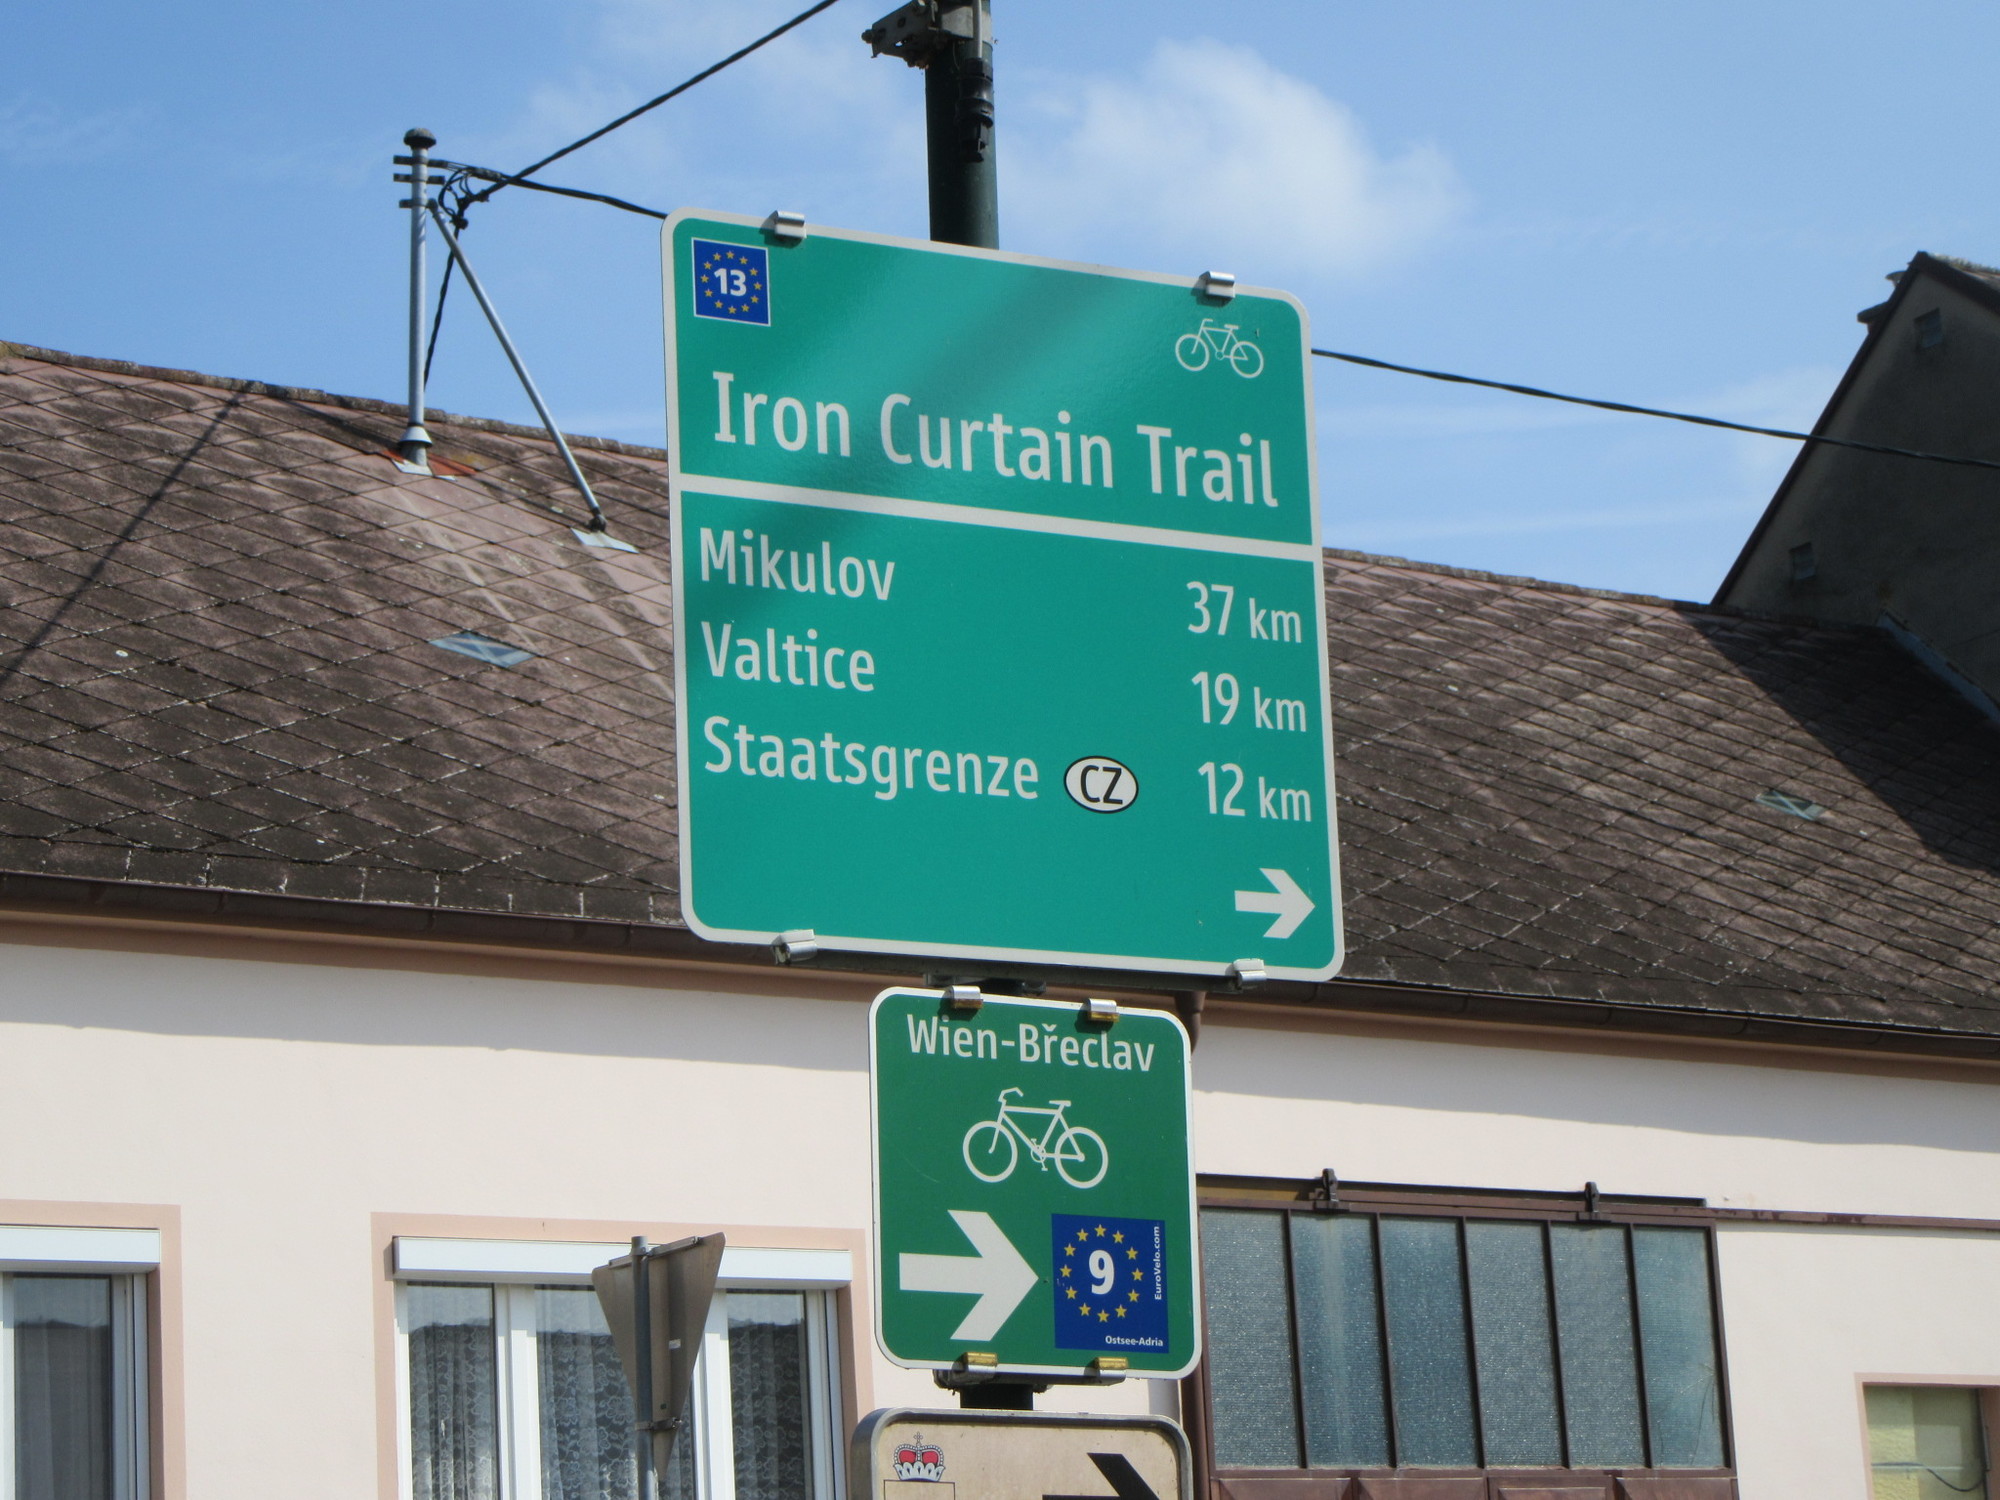 13
Iron Curtain Trail
Mikulov 37 km
Valtice 19 km
Staatsgrenze CZ 12 km
Wien-Břeclav
9
EuroVelo.com
Ostsee-Adria